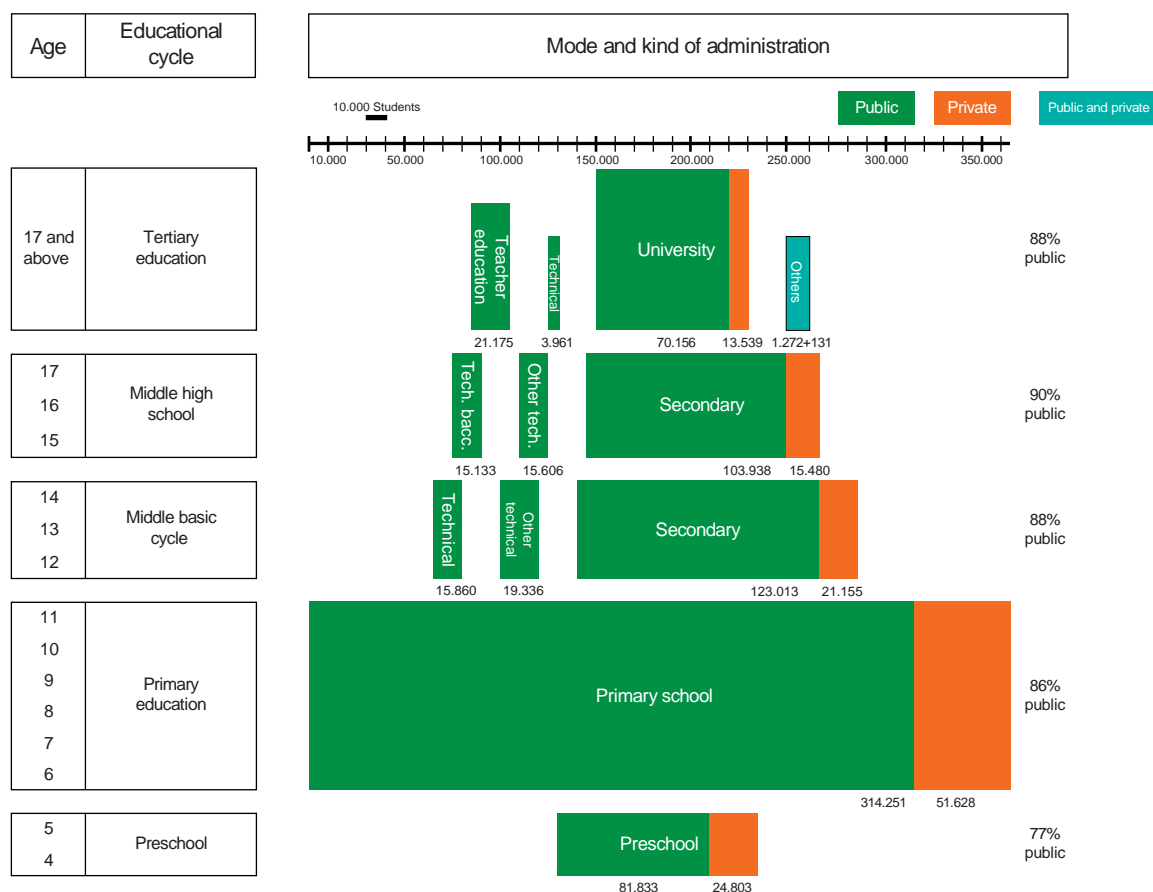 Age
Educational
cycle
Mode and kind of administration
10.000 Students
Public
Private
Public and private
10.000
50.000
100.000
150.000
200.000
250.000
300.000
350.000
17 and
above
Tertiary
education
Teacher
education
Technical
University
Others
88%
public
21.175
3.961
70.156
13.539
1.272+131
17
16
15
Middle high
school
Tech. bacc.
Other tech.
Secondary
90%
public
15.133
15.606
103.938
15.480
14
13
12
Middle basic
cycle
Technical
Other
technical
Secondary
88%
public
15.860
19.336
123.013
21.155
11
10
9
8
7
6
Primary
education
Primary school
86%
public
314.251
51.628
5
4
Preschool
Preschool
77%
public
81.833
24.803